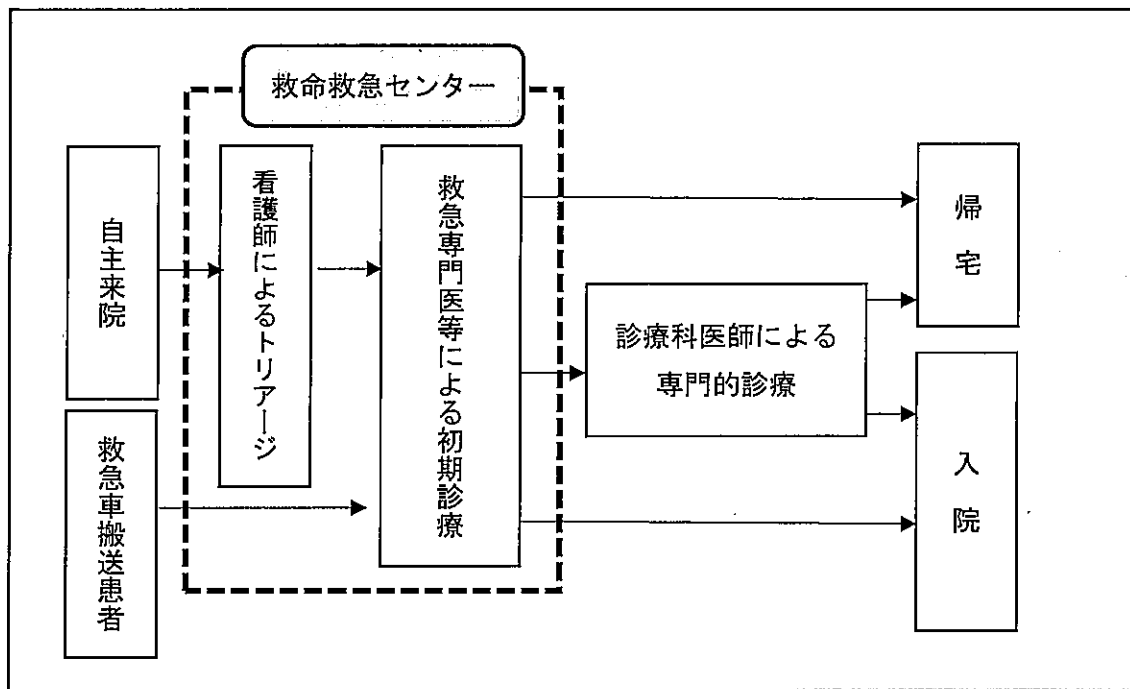 救命救急センター
自主来院
救急車搬送患者
看護師によるトリアージ
救急専門医等による初期診療
診療科医師による
専門的診療
帰宅
入院